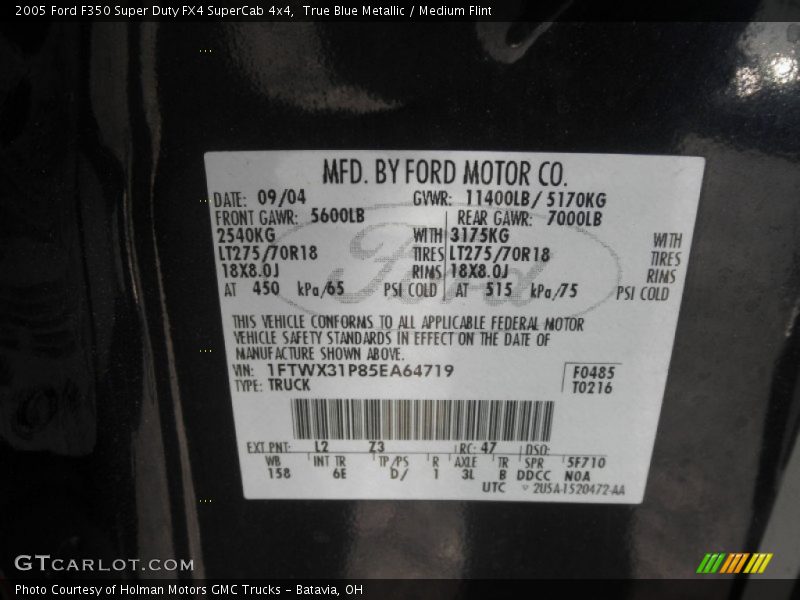 2005 Ford F350 Super Duty FX4 SuperCab 4x4, True Blue Metallic / Medium Flint
MFD. BY FORD MOTOR CO.
DATE: 09/04 GVWR: 11400LB/ 5170KG
FRONT GAWR: 5600LB REAR GAWR: 7000LB
2540KG WITH 3175KG WITH
LT275/70R18 TIRES LT275/70R18 TIRES
18X8.0J RIMS 18X8.0J RIMS
AT 450 kPa/65 PSI COLD AT 515 kPa/75 PSI COLD
Ford
THIS VEHICLE CONFORMS TO ALL APPLICABLE FEDERAL MOTOR
VEHICLE SAFETY STANDARDS IN EFFECT ON THE DATE OF
MANUFACTURE SHOWN ABOVE.
VIN: 1FTWX31P85EA64719 F0485
TYPE: TRUCK T0216
EXT PNT: L2 Z3 RC: 47 DSO:
WB INT TR TP/PS R AXLE TR SPR 5F710
158 6E D/ 1 3L B DDCC N0A
UTC 2U5A-1520472-AA
GTCARLOT.COM
Photo Courtesy of Holman Motors GMC Trucks - Batavia, OH